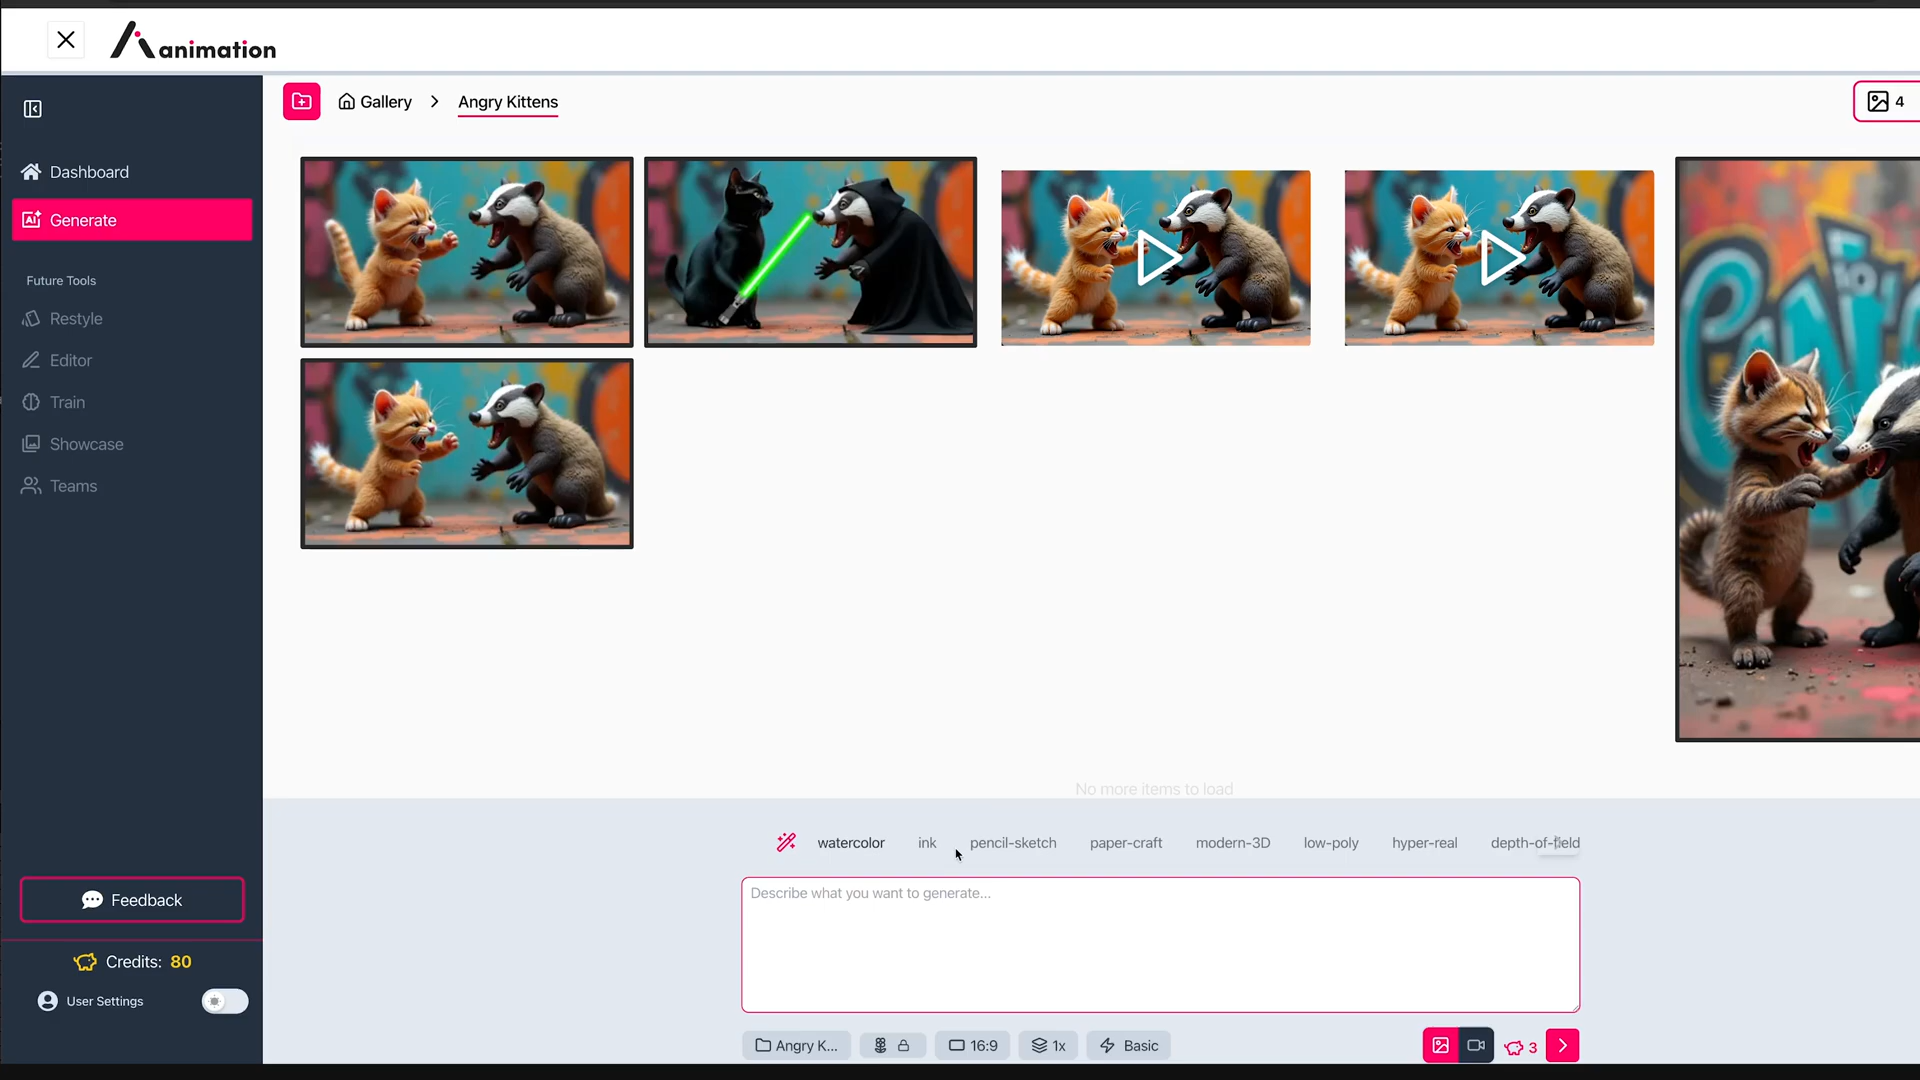 animation
Gallery > Angry Kittens
4
Dashboard
Generate
Future Tools
Restyle
Editor
Train
Showcase
Teams
No more items to load
watercolor ink pencil-sketch paper-craft modern-3D low-poly hyper-real depth-of-field
Describe what you want to generate...
Feedback
Credits: 80
User Settings
Angry K... 16:9 1x Basic 3